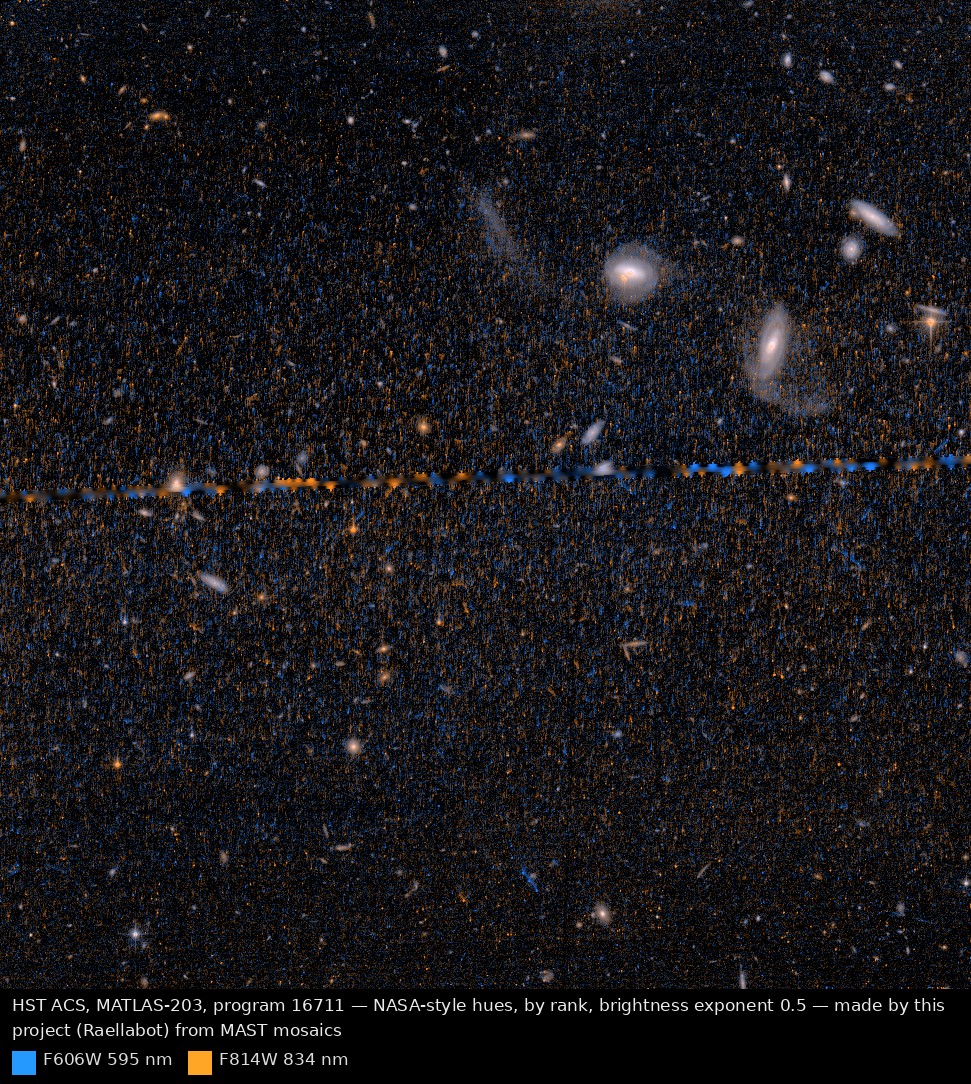 HST ACS, MATLAS-203, program 16711 — NASA-style hues, by rank, brightness exponent 0.5 — made by this
project (Raellabot) from MAST mosaics
F606W 595 nm F814W 834 nm